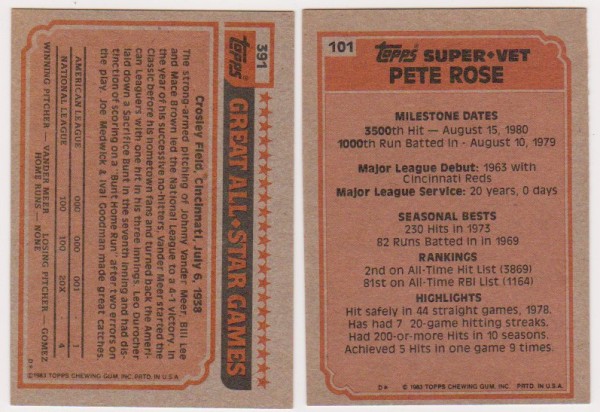 391
Topps GREAT ALL★STAR GAMES
Crosley Field, Cincinnati July 6, 1938
The strong-armed pitching of Johnny Vander Meer, Bill Lee
and Mace Brown led the National League to a 4-1 victory. In
the year of his successive no-hitters, Vander Meer started the
Classic before his hometown fans and turned back the Ameri-
can Leaguers with one hit in his three innings. Leo Durocher
laid down a Sacrifice Bunt in the seventh inning and had dis-
tinction of scoring on a "Bunt Home Run" after two errors on
the play. Joe Medwick & Ival Goodman made great catches.
AMERICAN LEAGUE 000 000 001 1
NATIONAL LEAGUE 100 100 20X 4
WINNING PITCHER — VANDER MEER LOSING PITCHER — GOMEZ
HOME RUNS — NONE
D* © 1983 TOPPS CHEWING GUM, INC. PRTD. IN U.S.A.
101
Topps SUPER★VET
PETE ROSE
MILESTONE DATES
3500th Hit — August 15, 1980
1000th Run Batted In - August 10, 1979
Major League Debut: 1963 with
Cincinnati Reds
Major League Service: 20 years, 0 days
SEASONAL BESTS
230 Hits in 1973
82 Runs Batted In in 1969
RANKINGS
2nd on All-Time Hit List (3869)
81st on All-Time RBI List (1164)
HIGHLIGHTS
Hit safely in 44 straight games, 1978.
Has had 7 20-game hitting streaks.
Had 200-or-more Hits in 10 seasons.
Achieved 5 Hits in one game 9 times.
D* © 1983 TOPPS CHEWING GUM, INC. PRTD. IN U.S.A.